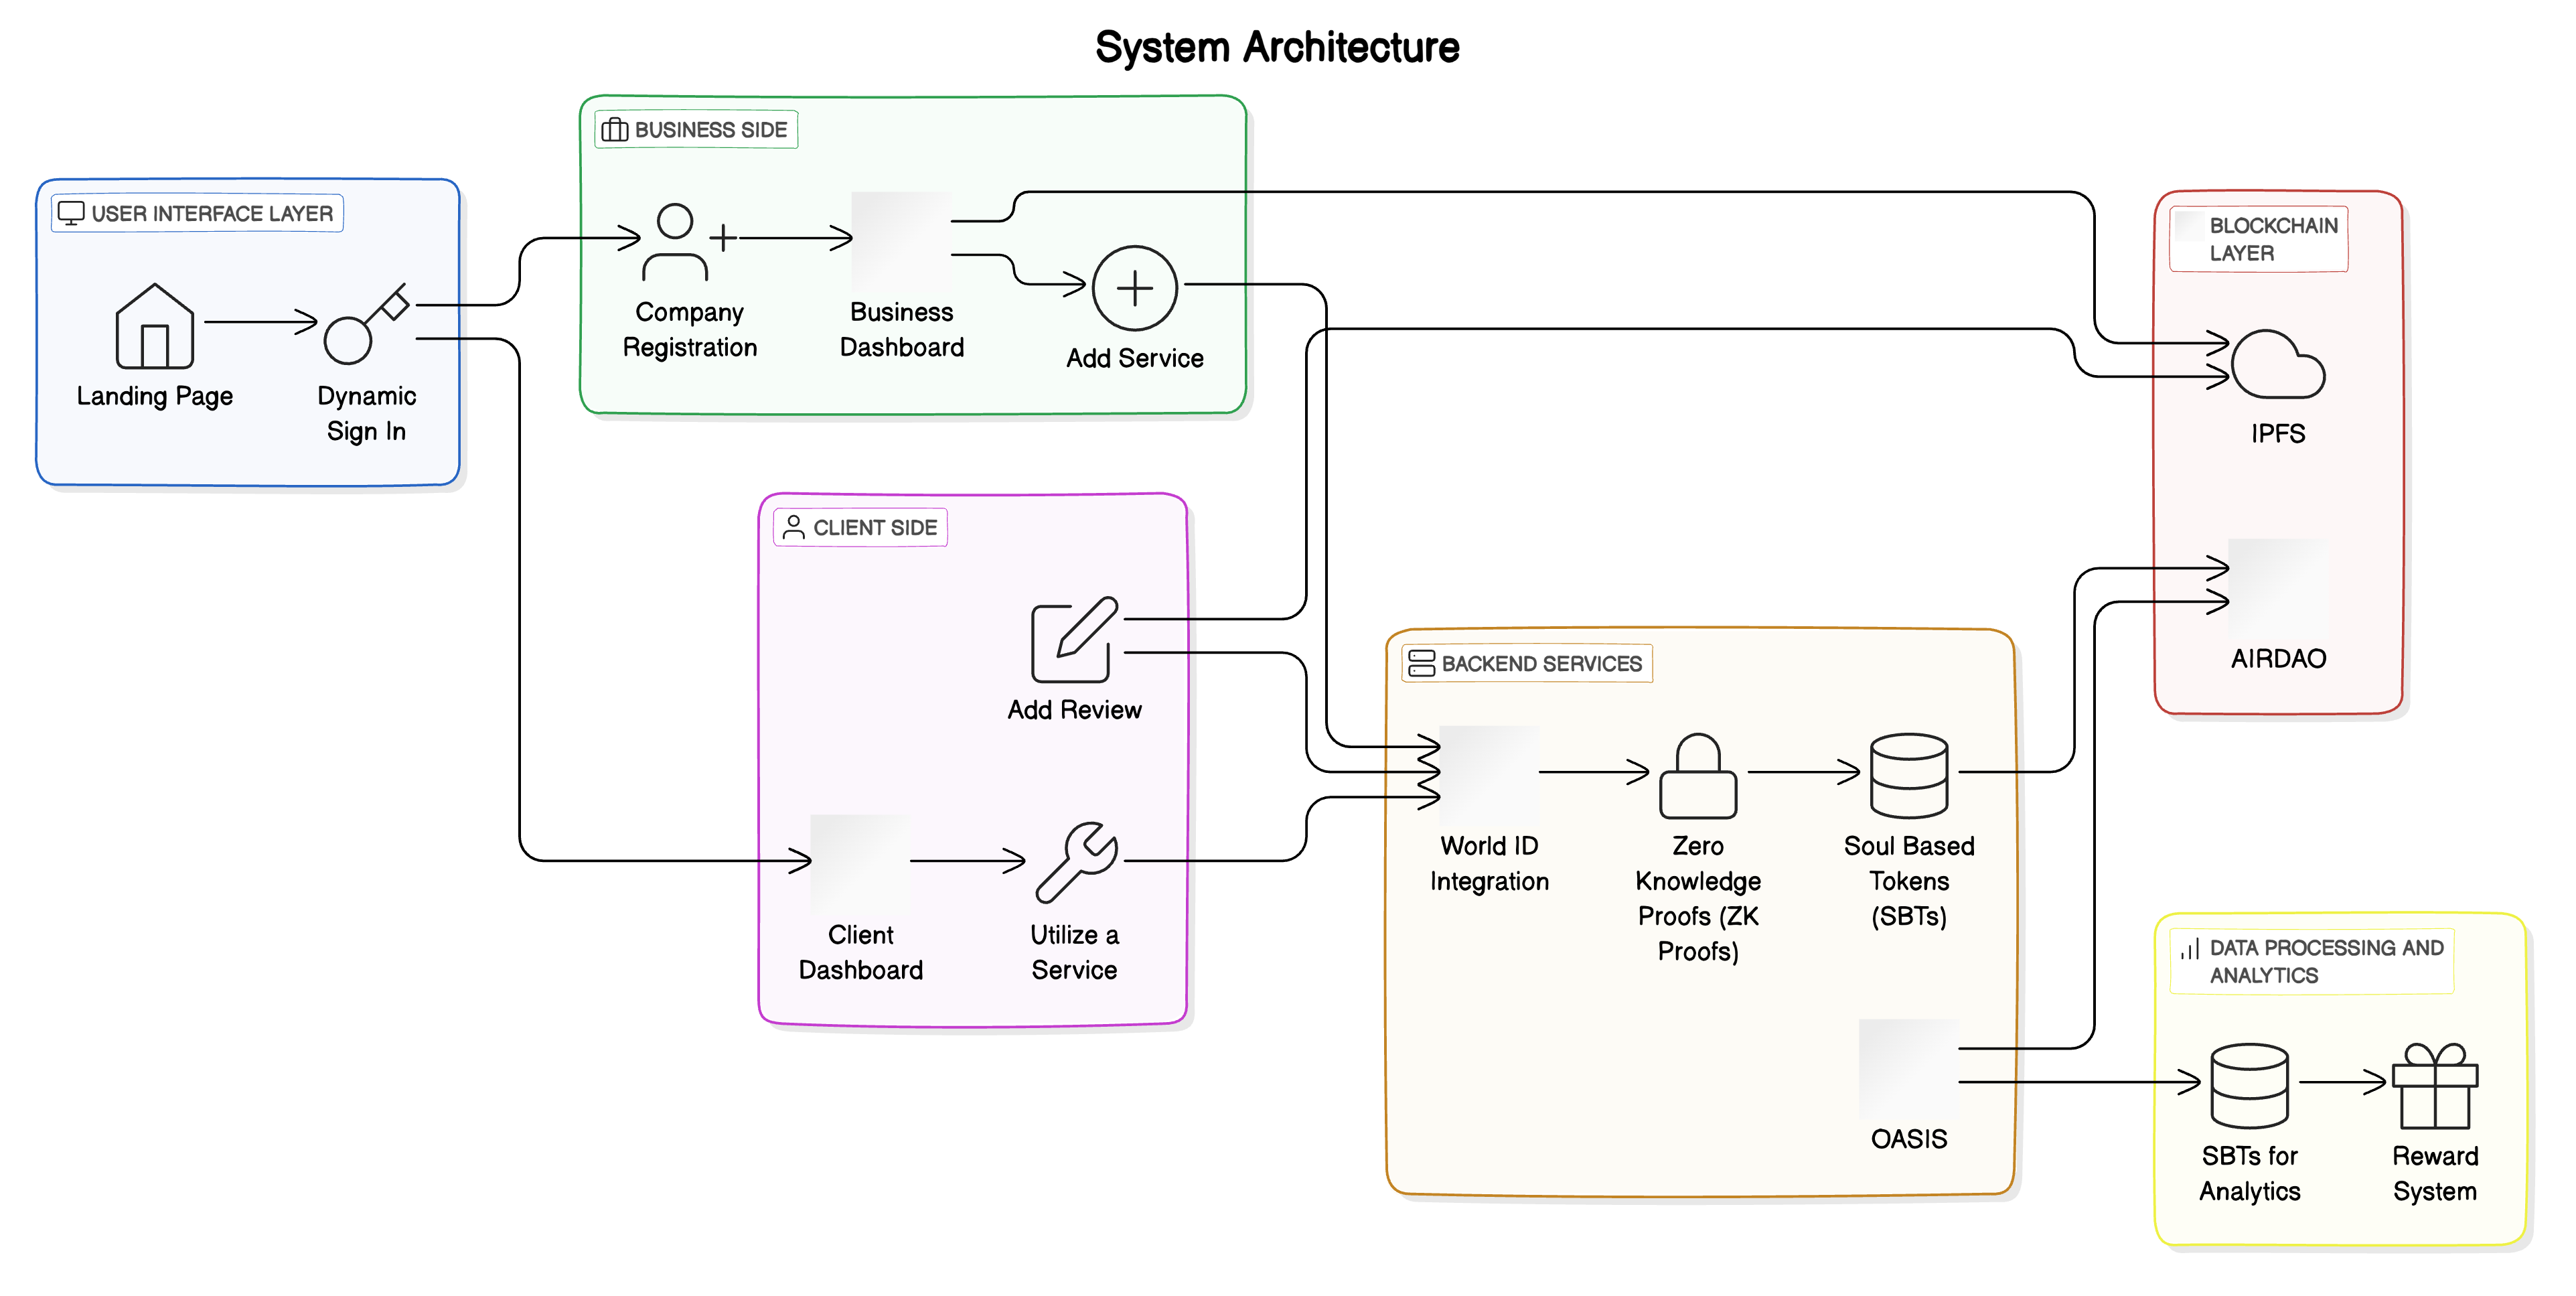 System Architecture
USER INTERFACE LAYER
Landing Page
Dynamic
Sign In
BUSINESS SIDE
Company
Registration
Business
Dashboard
Add Service
CLIENT SIDE
Add Review
Client
Dashboard
Utilize a
Service
BACKEND SERVICES
World ID
Integration
Zero
Knowledge
Proofs (ZK
Proofs)
Soul Based
Tokens
(SBTs)
OASIS
BLOCKCHAIN
LAYER
IPFS
AIRDAO
DATA PROCESSING AND
ANALYTICS
SBTs for
Analytics
Reward
System